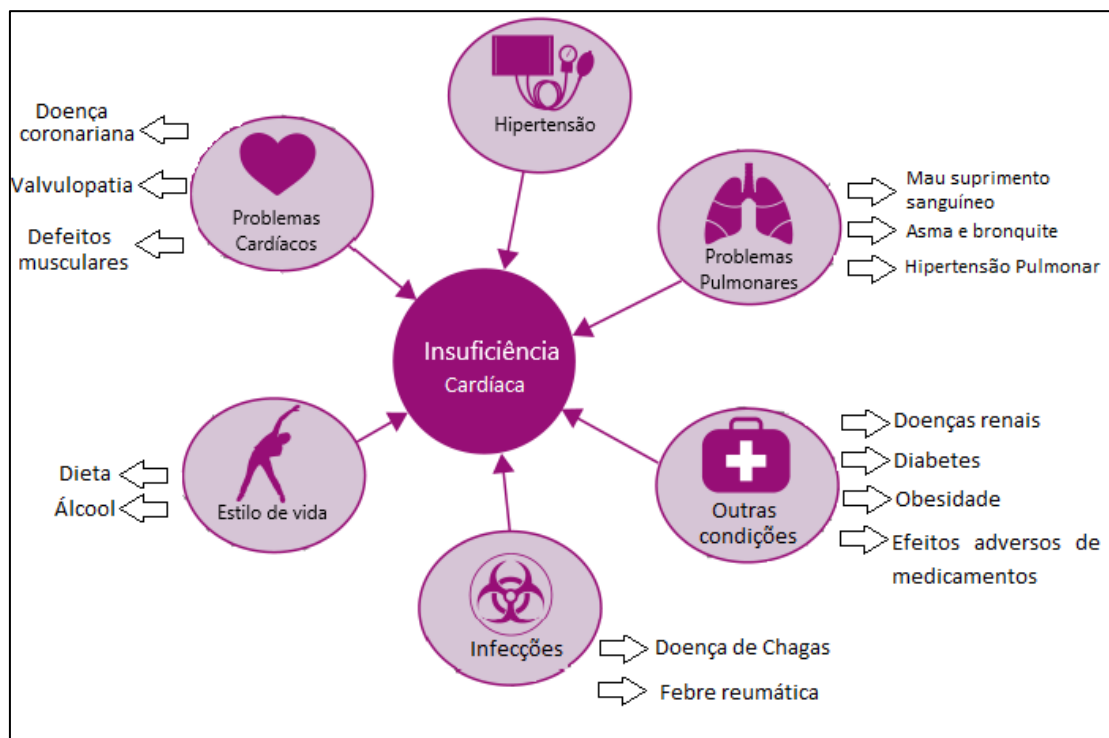 Hipertensão
Doença
coronariana
Valvulopatia
Defeitos
musculares
Problemas
Cardíacos
Problemas
Pulmonares
Mau suprimento
sanguíneo
Asma e bronquite
Hipertensão Pulmonar
Insuficiência
Cardíaca
Dieta
Álcool
Estilo de vida
Outras
condições
Doenças renais
Diabetes
Obesidade
Efeitos adversos de
medicamentos
Infecções
Doença de Chagas
Febre reumática